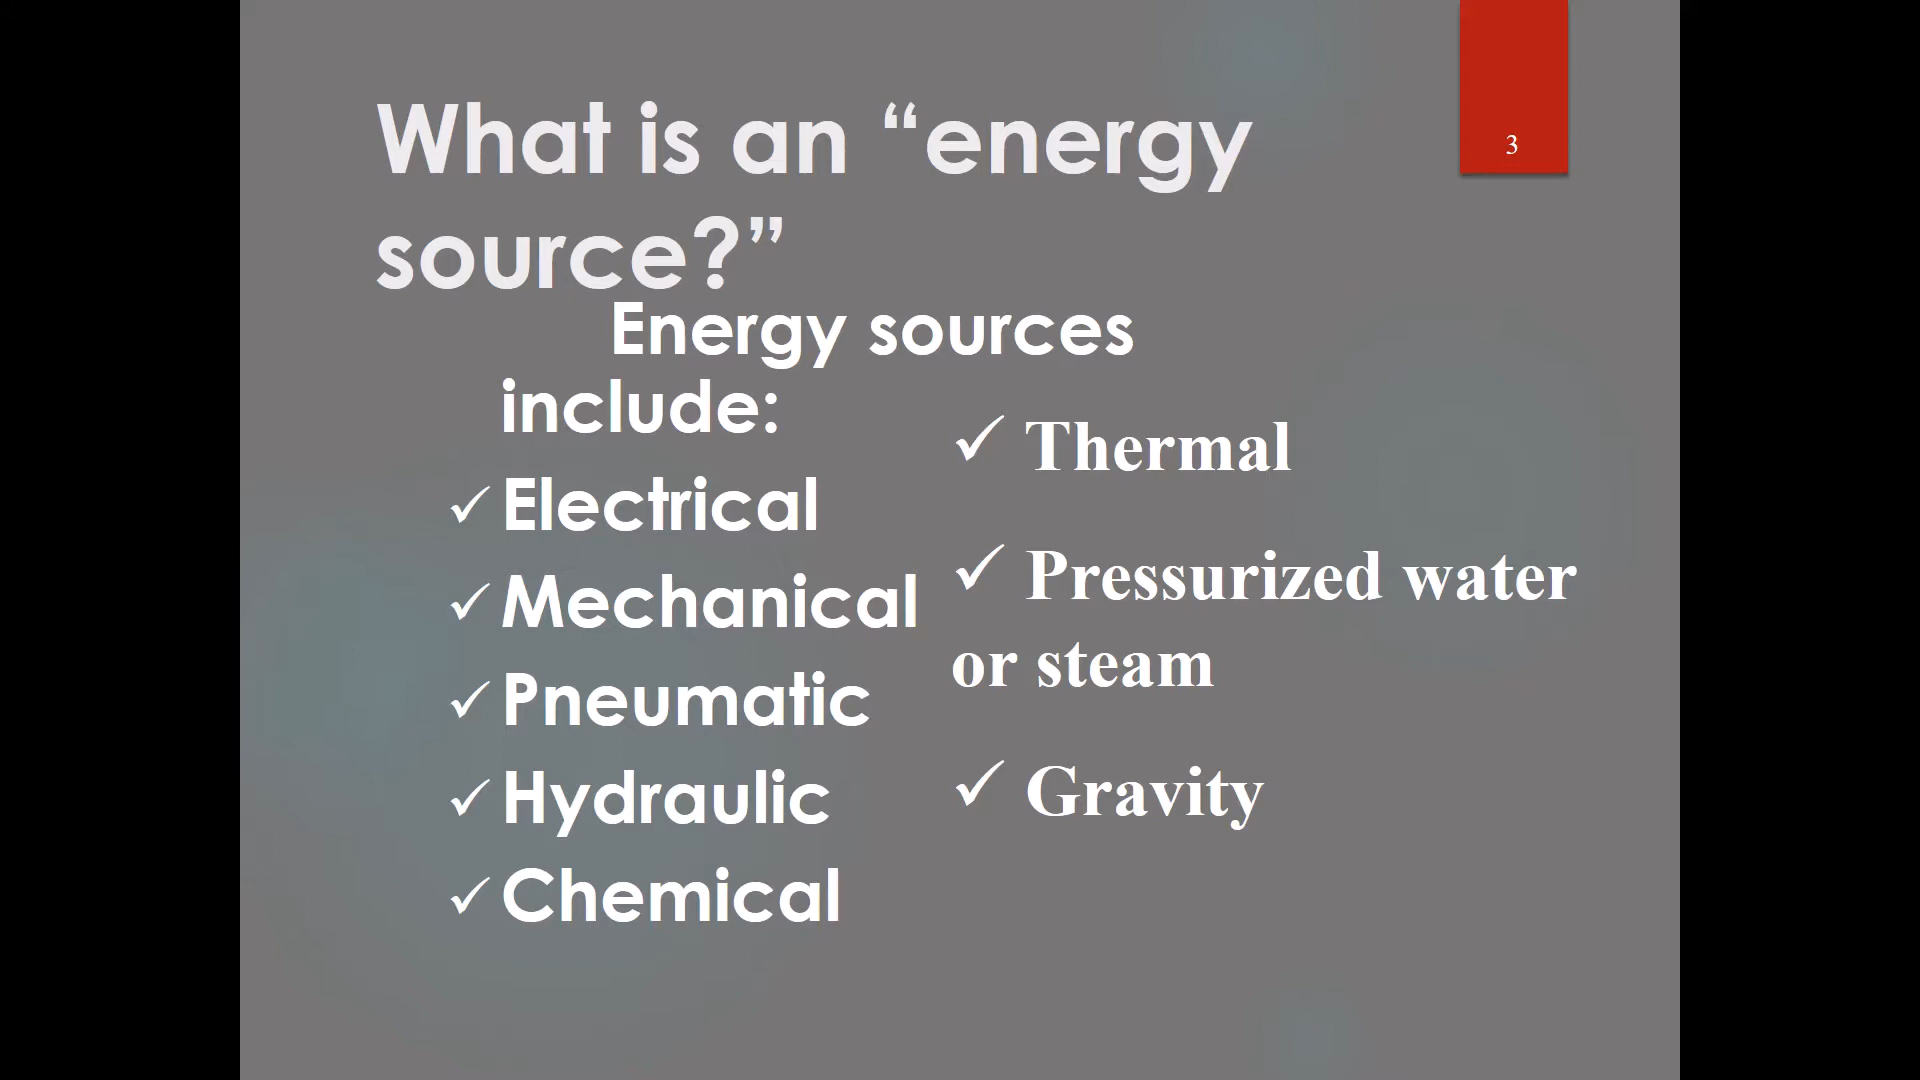 3
What is an “energy
source?”
Energy sources
include:
✓ Electrical
✓ Mechanical
✓ Pneumatic
✓ Hydraulic
✓ Chemical
✓ Thermal
✓ Pressurized water
or steam
✓ Gravity